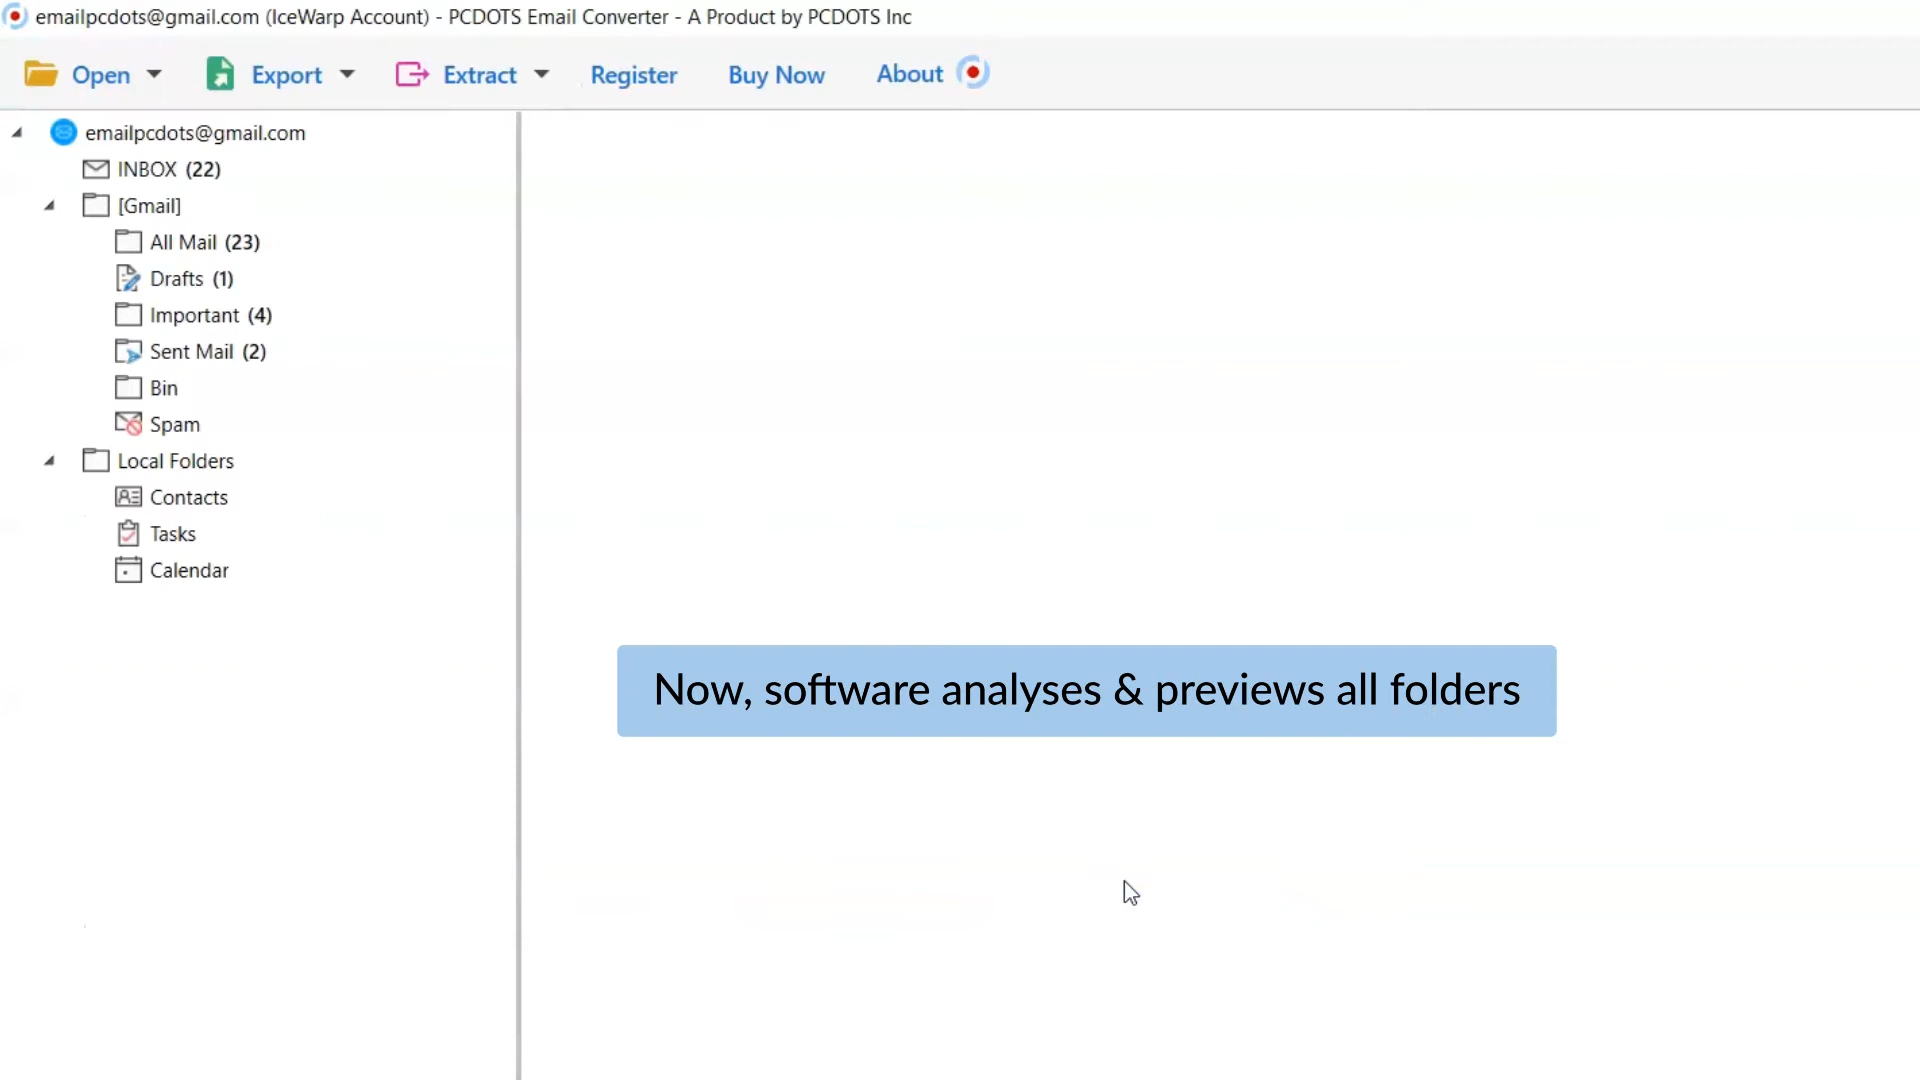 emailpcdots@gmail.com (IceWarp Account) - PCDOTS Email Converter - A Product by PCDOTS Inc
Open Export Extract Register Buy Now About
emailpcdots@gmail.com
INBOX (22)
[Gmail]
All Mail (23)
Drafts (1)
Important (4)
Sent Mail (2)
Bin
Spam
Local Folders
Contacts
Tasks
Calendar
Now, software analyses & previews all folders